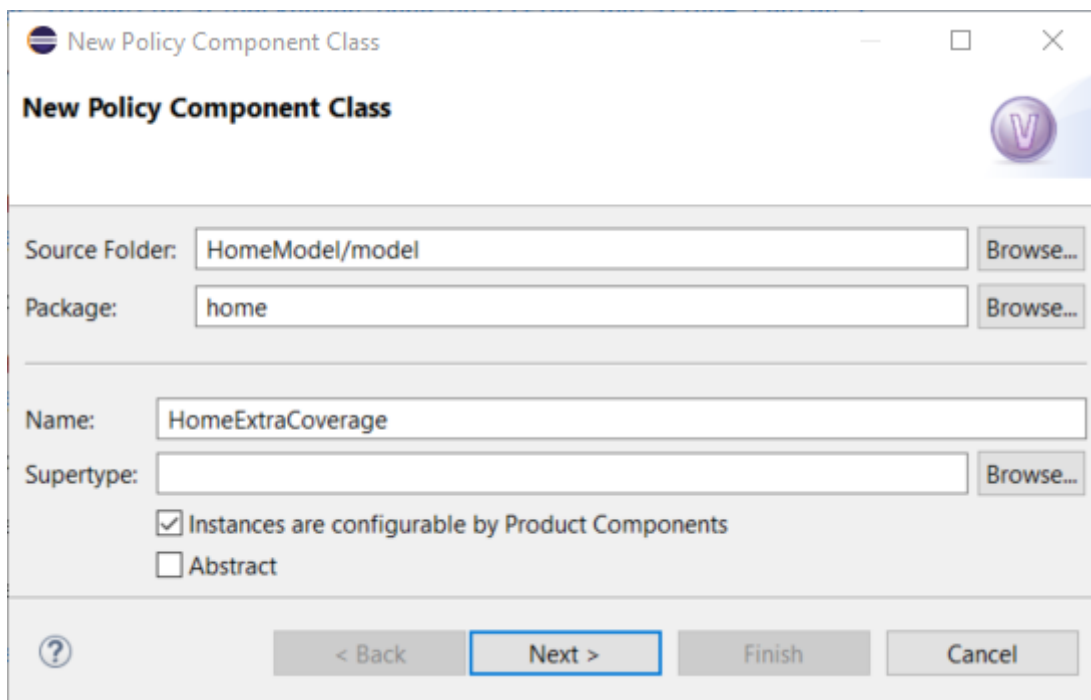 New Policy Component Class
New Policy Component Class
V
Source Folder: HomeModel/model Browse...
Package: home Browse...
Name: HomeExtraCoverage
Supertype: Browse...
Instances are configurable by Product Components
Abstract
? < Back Next > Finish Cancel